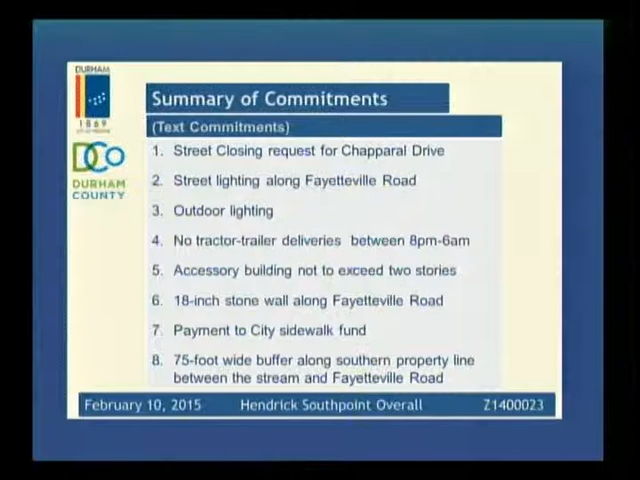 DURHAM
1869
DCO
DURHAM
COUNTY
Summary of Commitments
(Text Commitments)
1. Street Closing request for Chapparal Drive
2. Street lighting along Fayetteville Road
3. Outdoor lighting
4. No tractor-trailer deliveries between 8pm-6am
5. Accessory building not to exceed two stories
6. 18-inch stone wall along Fayetteville Road
7. Payment to City sidewalk fund
8. 75-foot wide buffer along southern property line
between the stream and Fayetteville Road
February 10, 2015 Hendrick Southpoint Overall Z1400023